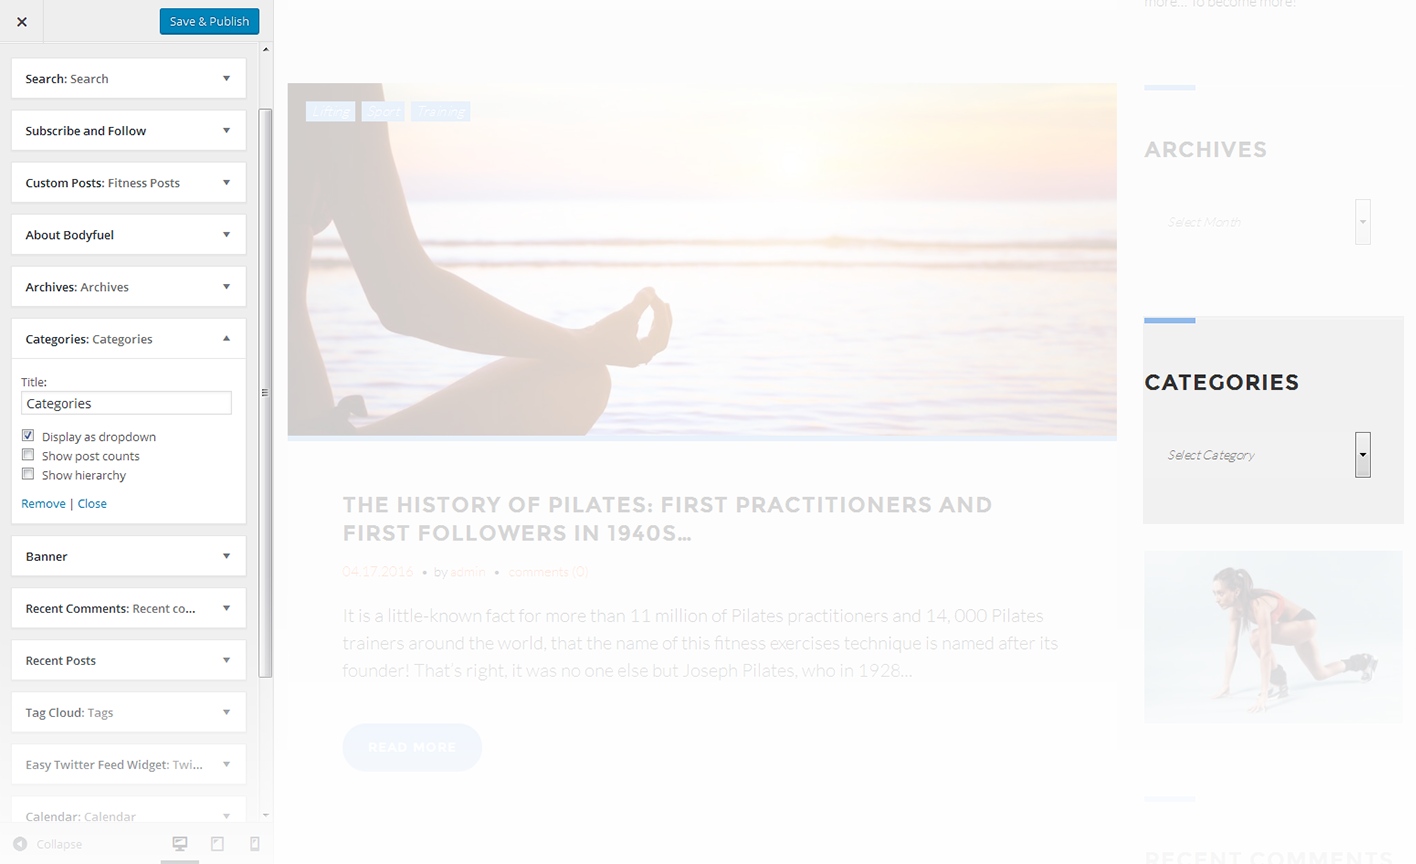 Save & Publish
Search: Search
Subscribe and Follow
Custom Posts: Fitness Posts
About Bodyfuel
Archives: Archives
Categories: Categories
Title:
Categories
Display as dropdown
Show post counts
Show hierarchy
Remove | Close
Banner
Recent Comments: Recent co...
Recent Posts
Tag Cloud: Tags
Easy Twitter Feed Widget: Twi...
Calendar: Calendar
Collapse
Lifting Sport Training
THE HISTORY OF PILATES: FIRST PRACTITIONERS AND
FIRST FOLLOWERS IN 1940S…
04.17.2016 • by admin • comments (0)
It is a little-known fact for more than 11 million of Pilates practitioners and 14, 000 Pilates
trainers around the world, that the name of this fitness exercises technique is named after its
founder! That's right, it was no one else but Joseph Pilates, who in 1928...
READ MORE
more... To become more!
ARCHIVES
Select Month
CATEGORIES
Select Category
RECENT COMMENTS